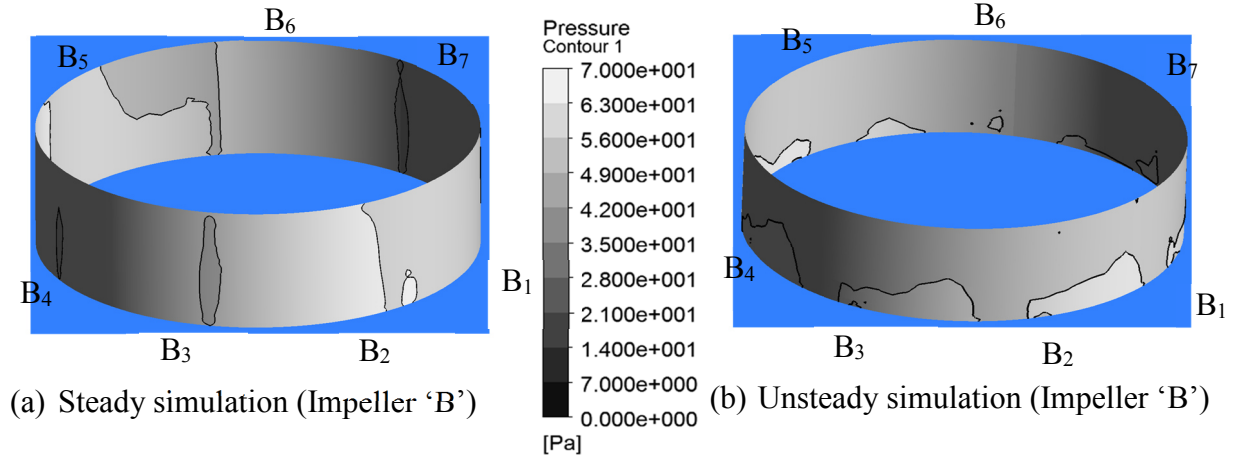 B6
B5
B7
B4
B3
B2
B1
Pressure
Contour 1
7.000e+001
6.300e+001
5.600e+001
4.900e+001
4.200e+001
3.500e+001
2.800e+001
2.100e+001
1.400e+001
7.000e+000
0.000e+000
[Pa]
B6
B5
B7
B4
B3
B2
B1
(a) Steady simulation (Impeller ‘B’)
(b) Unsteady simulation (Impeller ‘B’)